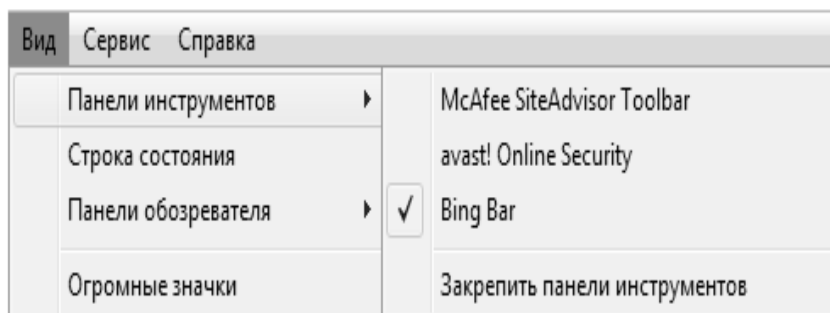 Вид Сервис Справка
Панели инструментов
Строка состояния
Панели обозревателя
Огромные значки
McAfee SiteAdvisor Toolbar
avast! Online Security
Bing Bar
Закрепить панели инструментов